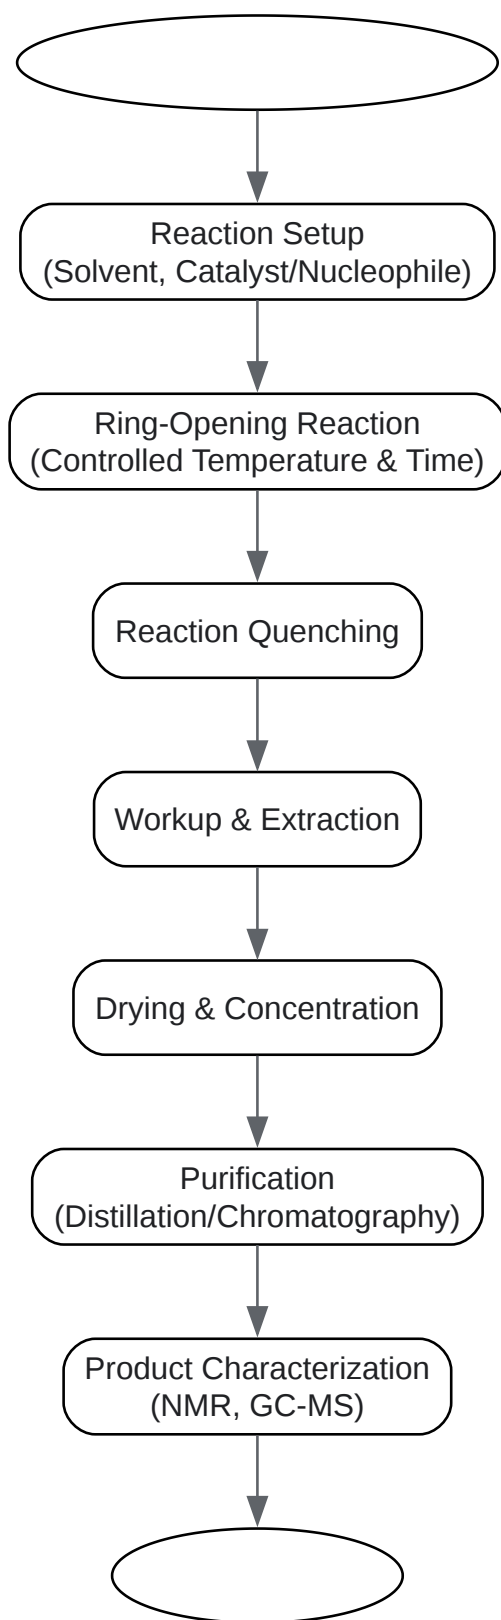 Reaction Setup
(Solvent, Catalyst/Nucleophile)
Ring-Opening Reaction
(Controlled Temperature & Time)
Reaction Quenching
Workup & Extraction
Drying & Concentration
Purification
(Distillation/Chromatography)
Product Characterization
(NMR, GC-MS)